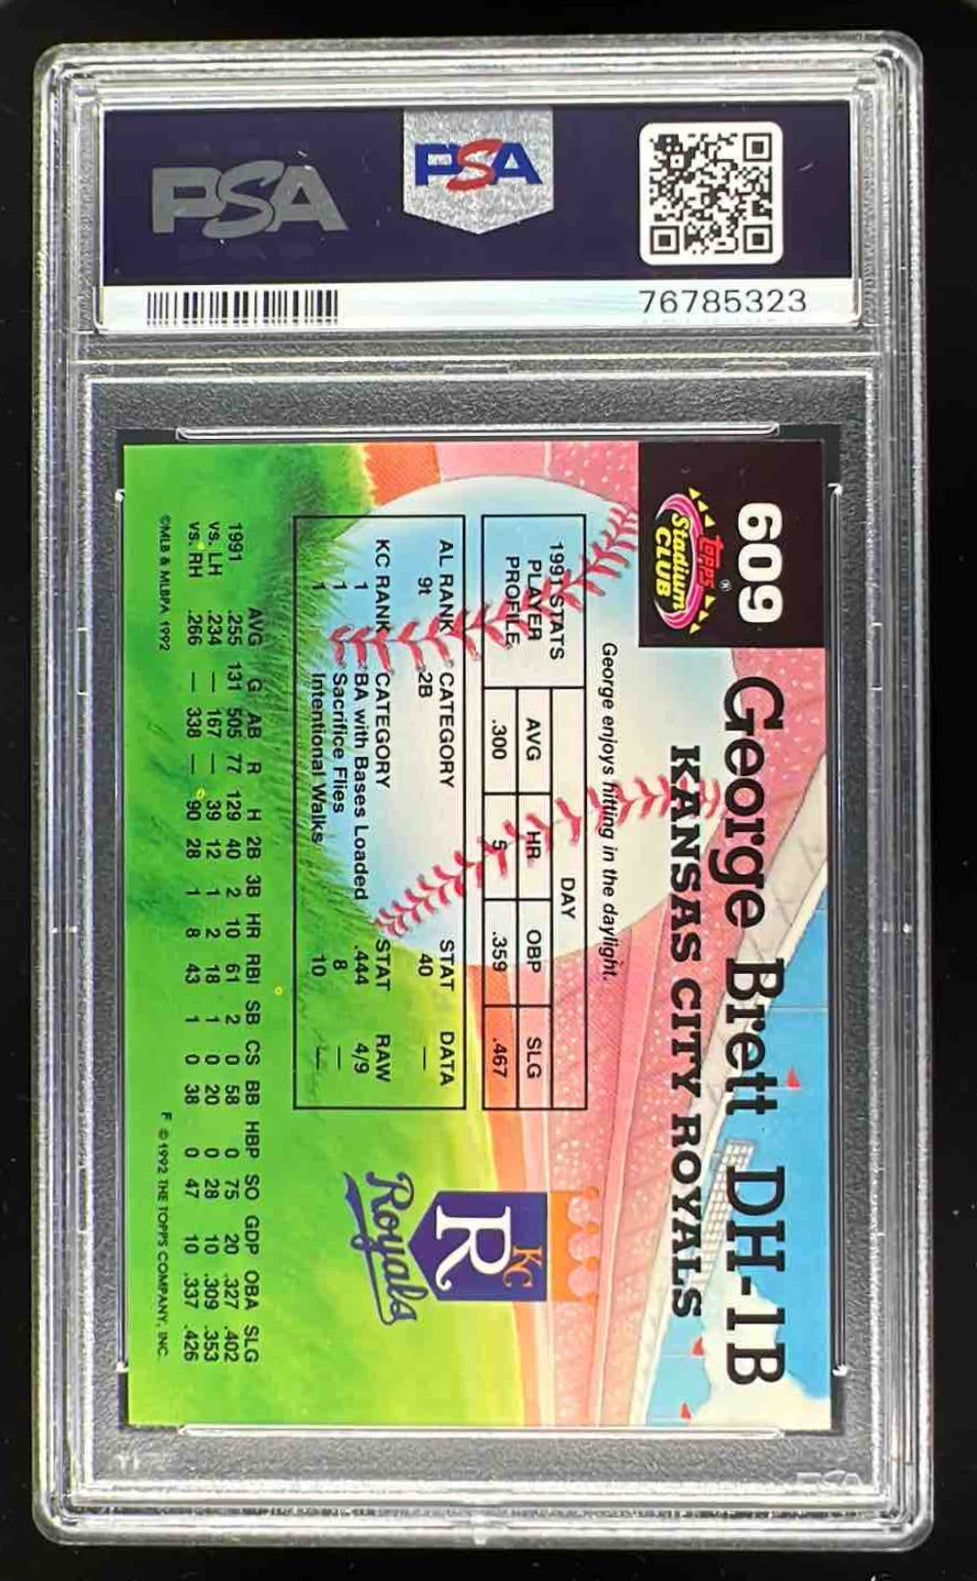 PSA
PSA
76785323
609
TOPPS®
Stadium
CLUB
George Brett DH-1B
KANSAS CITY ROYALS
George enjoys hitting in the daylight.
1991 STATS DAY
PLAYER PROFILE AVG HR OBP SLG
.300 5 .359 .467
AL RANK CATEGORY STAT DATA
9t 2B 40 —
KC RANK CATEGORY STAT RAW
1 BA with Bases Loaded .444 4/9
1 Sacrifice Flies 8 —
1 Intentional Walks 10 —
KC
R
Royals
AVG G AB R H 2B 3B HR RBI SB CS BB HBP SO GDP OBA SLG
1991 .255 131 505 77 129 40 2 10 61 2 0 58 0 75 20 .327 .402
vs. LH .234 — 167 — 39 12 1 2 18 1 0 20 0 28 10 .309 .353
vs. RH .266 — 338 — 90 28 1 8 43 1 0 38 0 47 10 .337 .426
©MLB & MLBPA 1992 F © 1992 THE TOPPS COMPANY, INC.
PSA